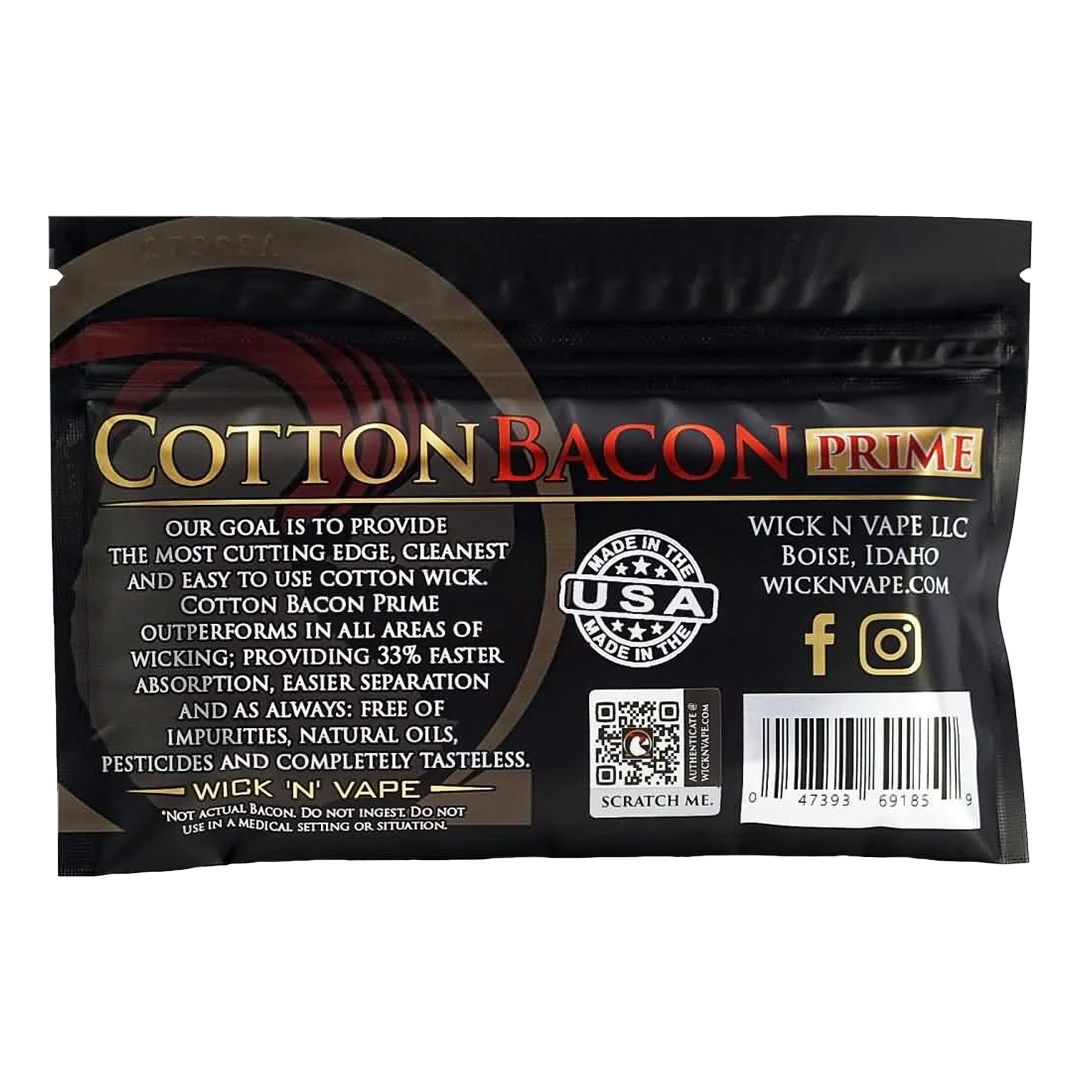 COTTON BACON PRIME
OUR GOAL IS TO PROVIDE
THE MOST CUTTING EDGE, CLEANEST
AND EASY TO USE COTTON WICK.
COTTON BACON PRIME
OUTPERFORMS IN ALL AREAS OF
WICKING; PROVIDING 33% FASTER
ABSORPTION, EASIER SEPARATION
AND AS ALWAYS: FREE OF
IMPURITIES, NATURAL OILS,
PESTICIDES AND COMPLETELY TASTELESS.
WICK 'N' VAPE
*NOT ACTUAL BACON. DO NOT INGEST. DO NOT
USE IN A MEDICAL SETTING OR SITUATION.
MADE IN THE
USA
MADE IN THE
AUTHENTICATE @
WICKNVAPE.COM
SCRATCH ME.
WICK N VAPE LLC
BOISE, IDAHO
WICKNVAPE.COM
0 47393 69185 9